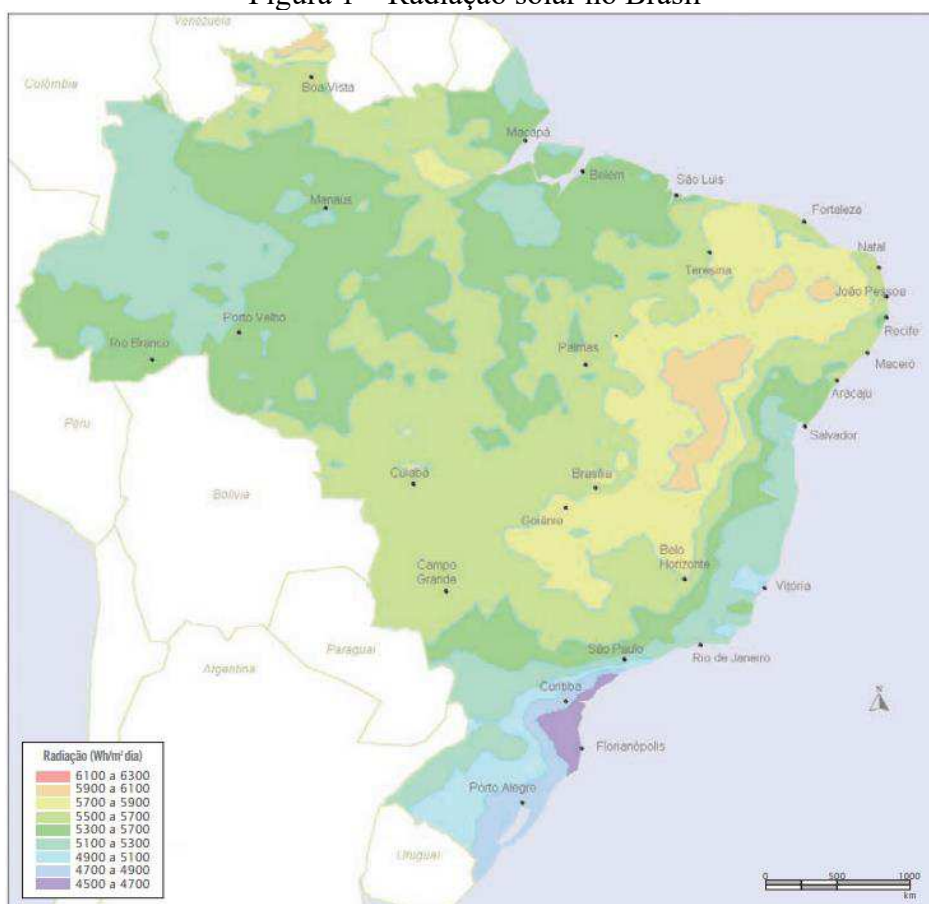 Figura 1 – Radiação solar no Brasil
Venezuela
Colômbia
Boa Vista
Macapá
Belém
São Luis
Manaus
Fortaleza
Natal
Teresina
João Pessoa
Porto Velho
Recife
Rio Branco
Palmas
Maceió
Aracaju
Peru
Salvador
Cuiabá
Brasília
Bolívia
Goiânia
Campo
Grande
Belo
Horizonte
Vitória
Paraguai
São Paulo
Rio de Janeiro
Argentina
Curitiba
N
Florianópolis
Porto Alegre
Uruguai
Radiação (Wh/m² dia)
6100 a 6300
5900 a 6100
5700 a 5900
5500 a 5700
5300 a 5700
5100 a 5300
4900 a 5100
4700 a 4900
4500 a 4700
0 500 1000
km